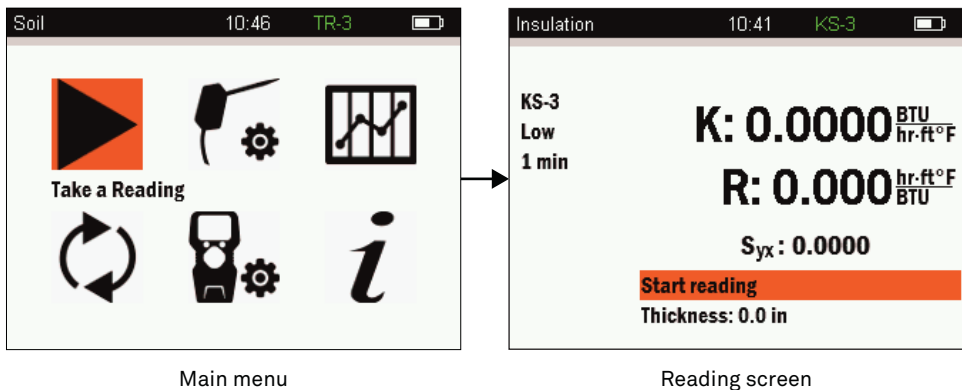 Soil 10:46 TR-3
Take a Reading
i
Main menu
Insulation 10:41 KS-3
KS-3
Low
1 min
K: 0.0000 BTU
hr·ft°F
R: 0.000 hr·ft°F
BTU
Syx: 0.0000
Start reading
Thickness: 0.0 in
Reading screen